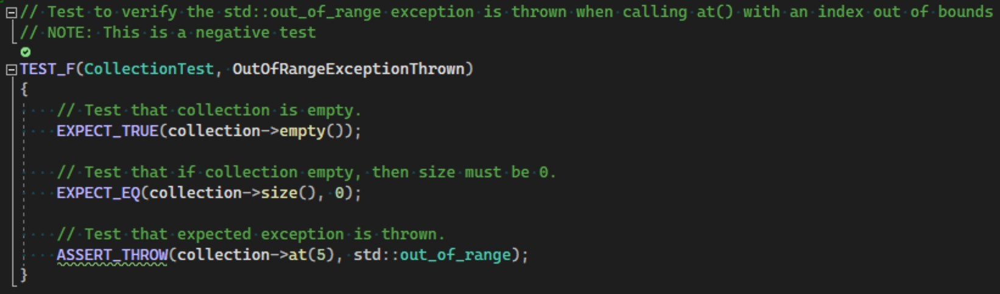 // Test to verify the std::out_of_range exception is thrown when calling at() with an index out of bounds
// NOTE: This is a negative test
TEST_F(CollectionTest, OutOfRangeExceptionThrown)
{
    // Test that collection is empty.
    EXPECT_TRUE(collection->empty());
    // Test that if collection empty, then size must be 0.
    EXPECT_EQ(collection->size(), 0);
    // Test that expected exception is thrown.
    ASSERT_THROW(collection->at(5), std::out_of_range);
}